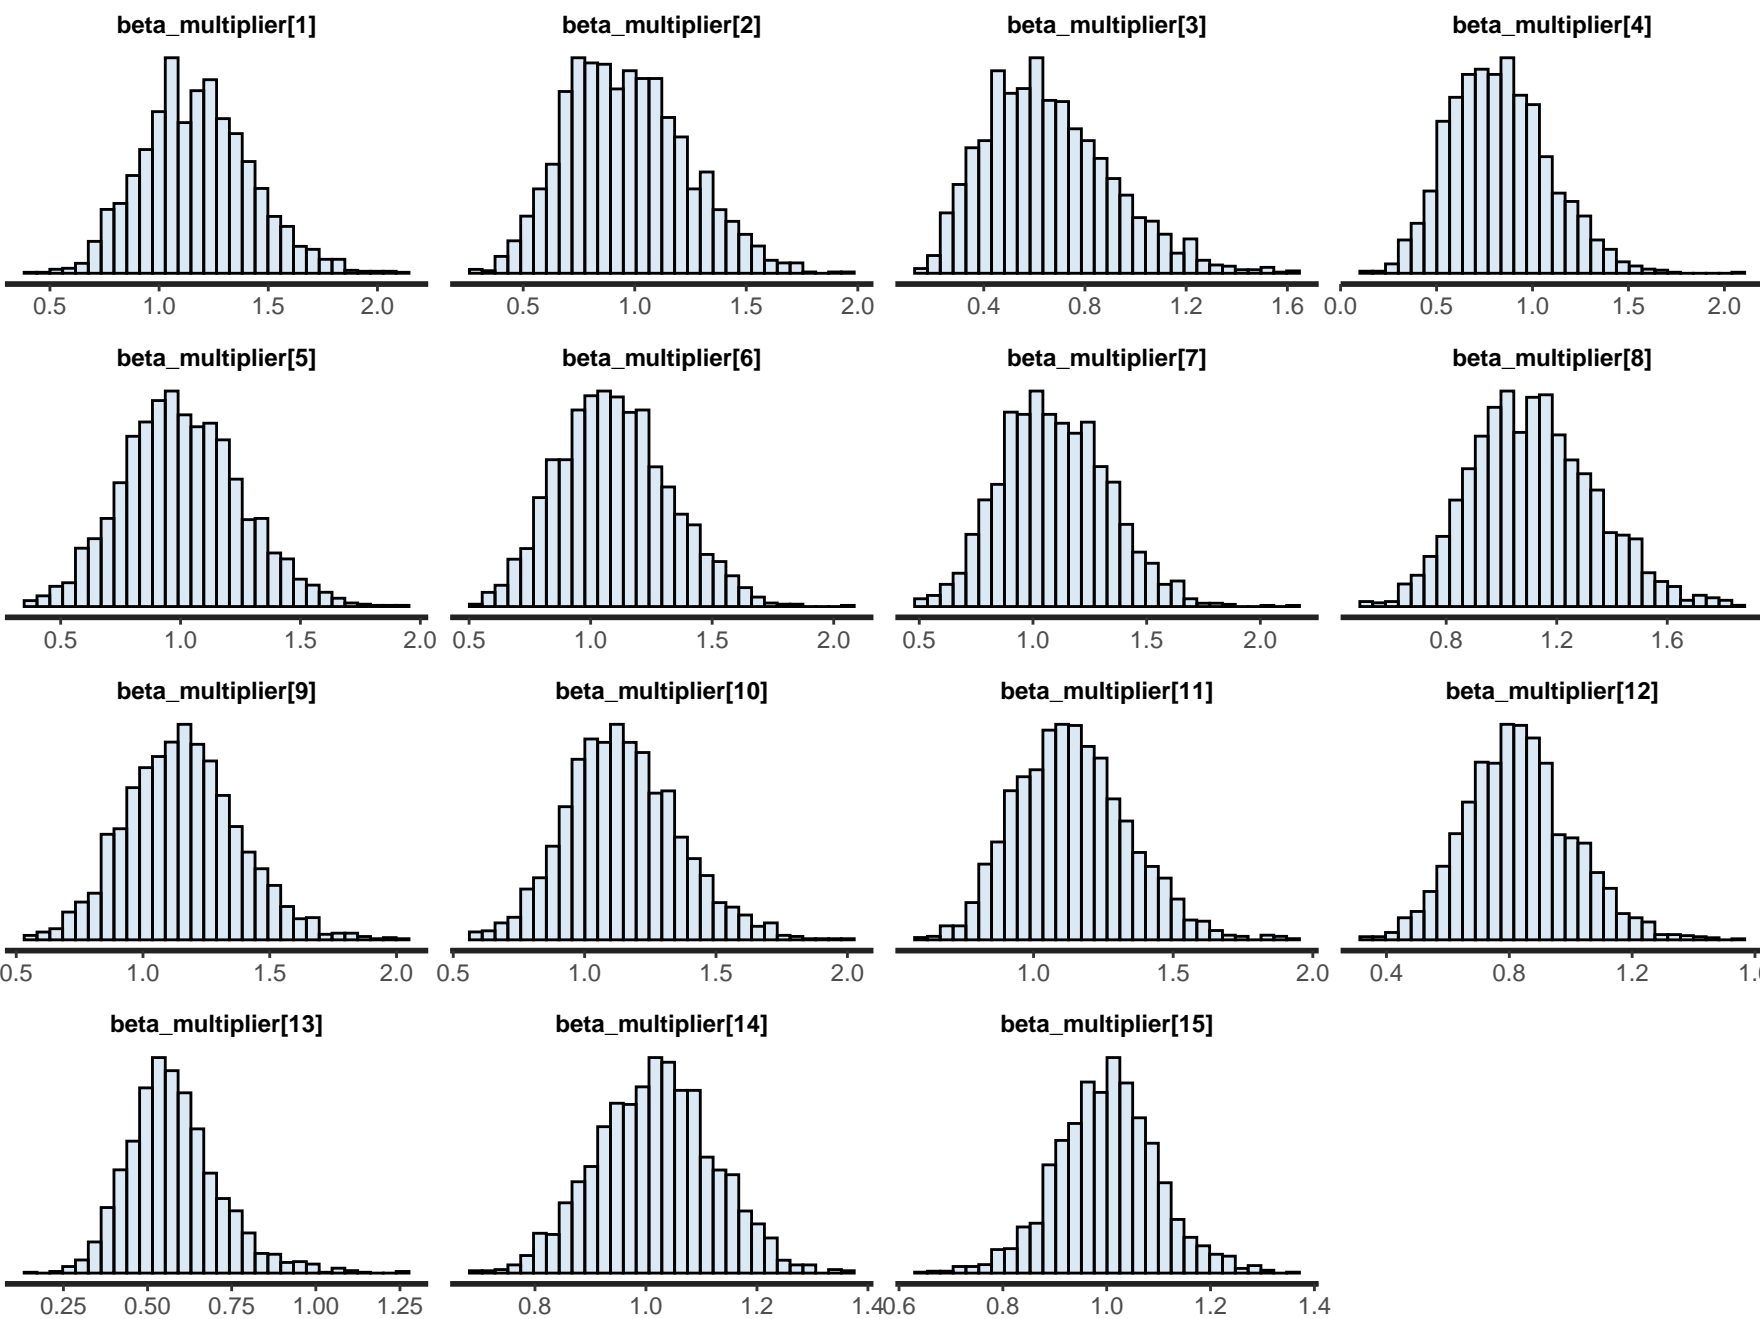 beta_multiplier[1] beta_multiplier[2] beta_multiplier[3] beta_multiplier[4]
0.5 1.0 1.5 2.0 0.5 1.0 1.5 2.0 0.4 0.8 1.2 1.6 0.0 0.5 1.0 1.5 2.0
beta_multiplier[5] beta_multiplier[6] beta_multiplier[7] beta_multiplier[8]
0.5 1.0 1.5 2.0 0.5 1.0 1.5 2.0 0.5 1.0 1.5 2.0 0.8 1.2 1.6
beta_multiplier[9] beta_multiplier[10] beta_multiplier[11] beta_multiplier[12]
0.5 1.0 1.5 2.0 0.5 1.0 1.5 2.0 1.0 1.5 2.0 0.4 0.8 1.2
beta_multiplier[13] beta_multiplier[14] beta_multiplier[15]
0.25 0.50 0.75 1.00 1.25 0.8 1.0 1.2 1.4 0.6 0.8 1.0 1.2 1.4